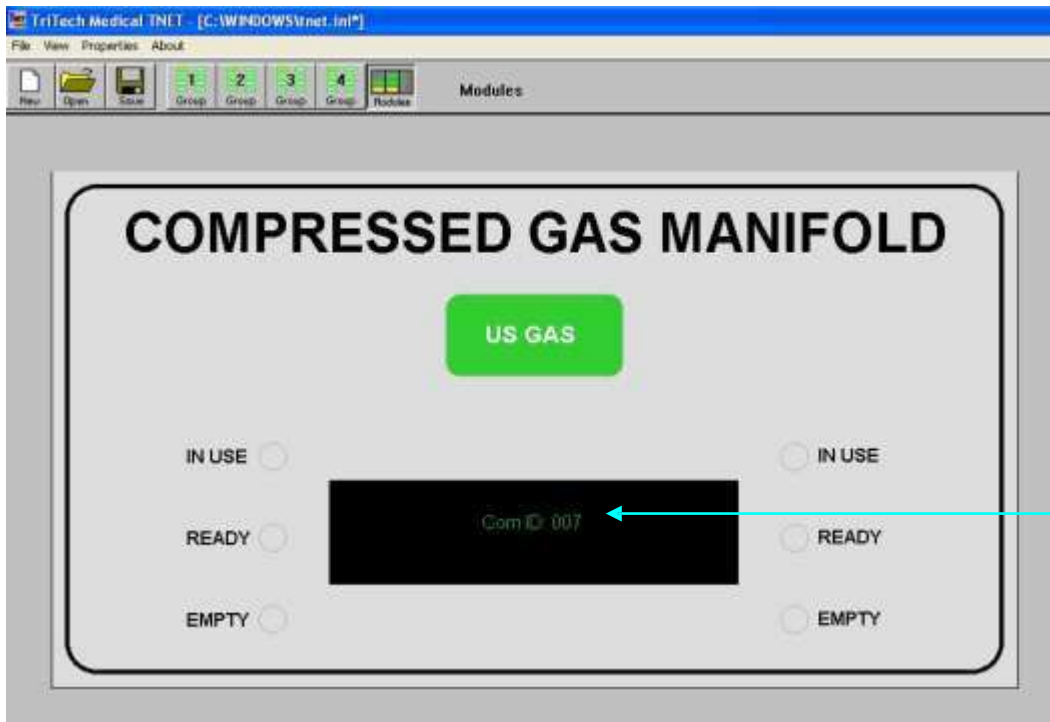 TriTech Medical TNET - [C:\WINDOWS\tnet.ini*]
File View Properties About
New Open Save 1 Group 2 Group 3 Group 4 Group Modules Modules
COMPRESSED GAS MANIFOLD
US GAS
IN USE IN USE
Com ID: 007
READY READY
EMPTY EMPTY